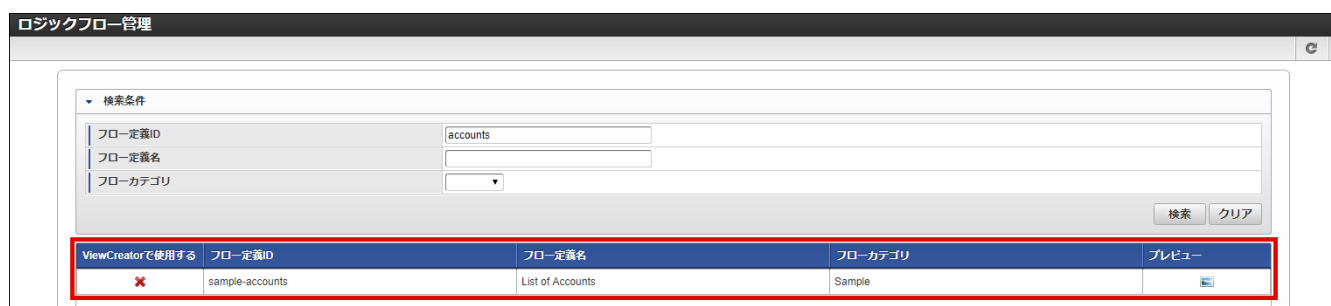 ロジックフロー管理
検索条件
フロー定義ID accounts
フロー定義名
フローカテゴリ
検索 クリア
ViewCreatorで使用する フロー定義ID フロー定義名 フローカテゴリ プレビュー
sample-accounts List of Accounts Sample